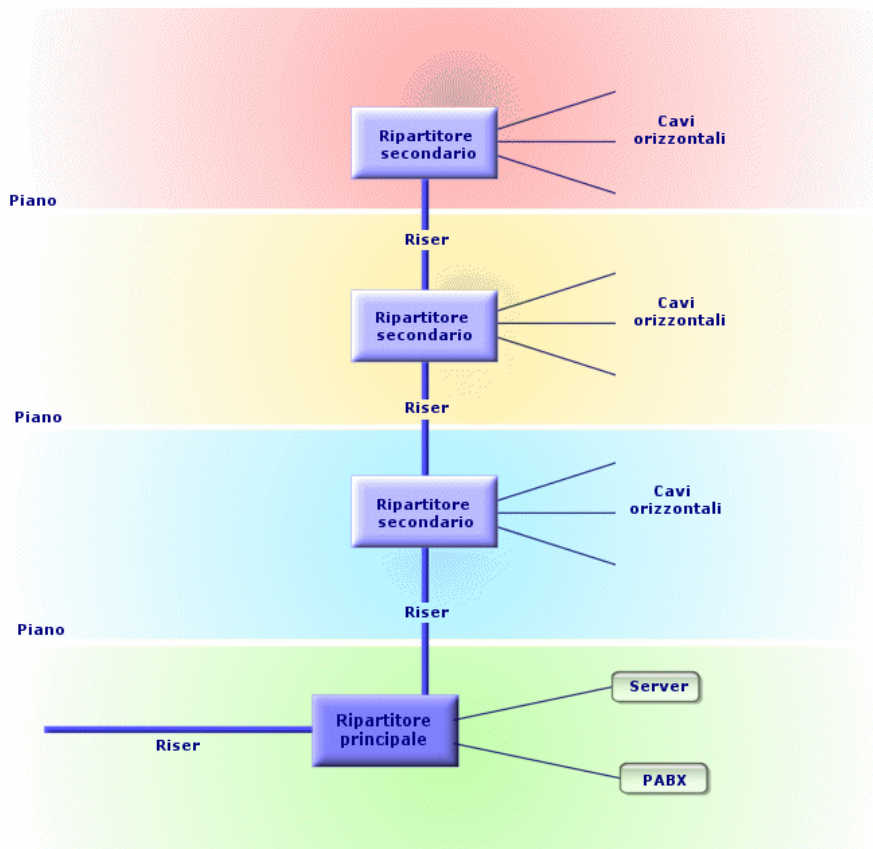 Ripartitore
secondario
Cavi
orizzontali
Piano
Riser
Ripartitore
secondario
Cavi
orizzontali
Riser
Piano
Ripartitore
secondario
Cavi
orizzontali
Riser
Piano
Server
Ripartitore
principale
Riser
PABX